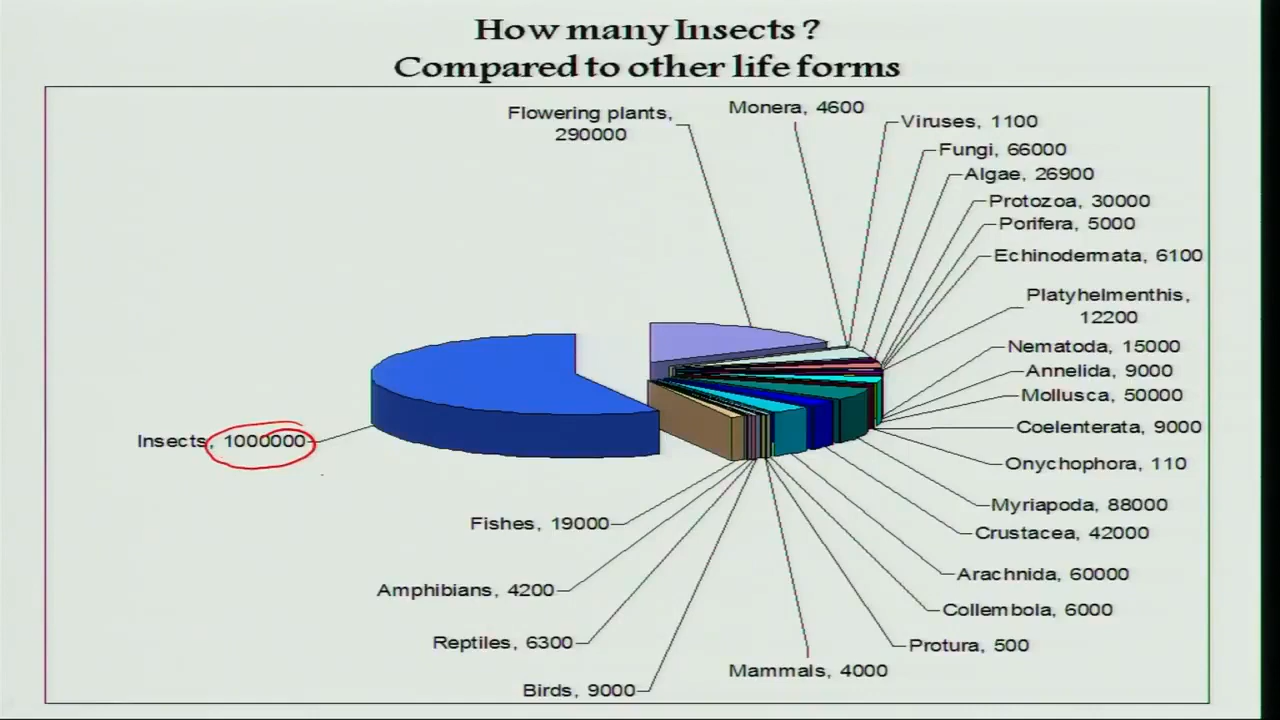 How many Insects ?
Compared to other life forms
Flowering plants,
290000
Monera, 4600
Viruses, 1100
Fungi, 66000
Algae, 26900
Protozoa, 30000
Porifera, 5000
Echinodermata, 6100
Platyhelmenthis,
12200
Nematoda, 15000
Annelida, 9000
Mollusca, 50000
Coelenterata, 9000
Onychophora, 110
Myriapoda, 88000
Crustacea, 42000
Arachnida, 60000
Collembola, 6000
Protura, 500
Mammals, 4000
Birds, 9000
Reptiles, 6300
Amphibians, 4200
Fishes, 19000
Insects, 1000000